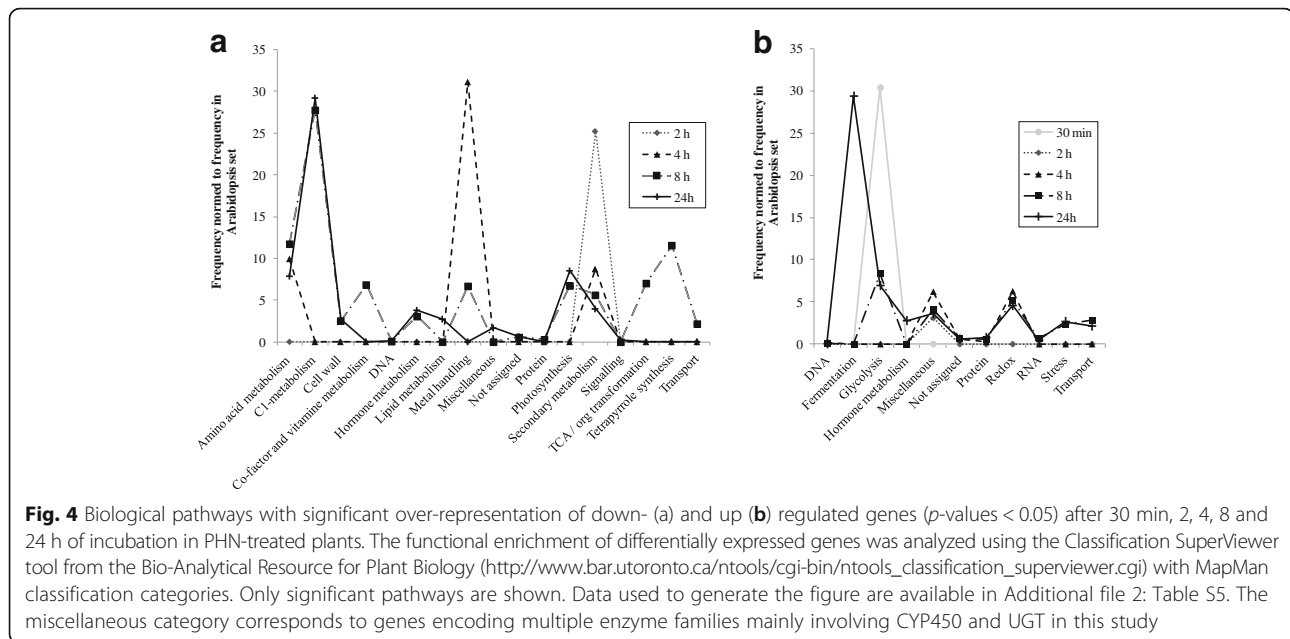 a
Frequency normed to frequency in
Arabidopsis set
35
30
25
20
15
10
5
0
2 h
4 h
8 h
24h
Amino acid metabolism
C1-metabolism
Cell wall
Co-factor and vitamine metabolism
DNA
Hormone metabolism
Lipid metabolism
Metal handling
Miscellaneous
Not assigned
Protein
Photosynthesis
Secondary metabolism
Signalling
TCA / org transformation
Tetrapyrrole synthesis
Transport
b
Frequency normed to frequency in
Arabidopsis set
35
30
25
20
15
10
5
0
30 min
2 h
4 h
8 h
24h
DNA
Fermentation
Glycolysis
Hormone metabolism
Miscellaneous
Not assigned
Protein
Redox
RNA
Stress
Transport
Fig. 4 Biological pathways with significant over-representation of down- (a) and up (b) regulated genes (p-values < 0.05) after 30 min, 2, 4, 8 and
24 h of incubation in PHN-treated plants. The functional enrichment of differentially expressed genes was analyzed using the Classification SuperViewer
tool from the Bio-Analytical Resource for Plant Biology (http://www.bar.utoronto.ca/ntools/cgi-bin/ntools_classification_superviewer.cgi) with MapMan
classification categories. Only significant pathways are shown. Data used to generate the figure are available in Additional file 2: Table S5. The
miscellaneous category corresponds to genes encoding multiple enzyme families mainly involving CYP450 and UGT in this study